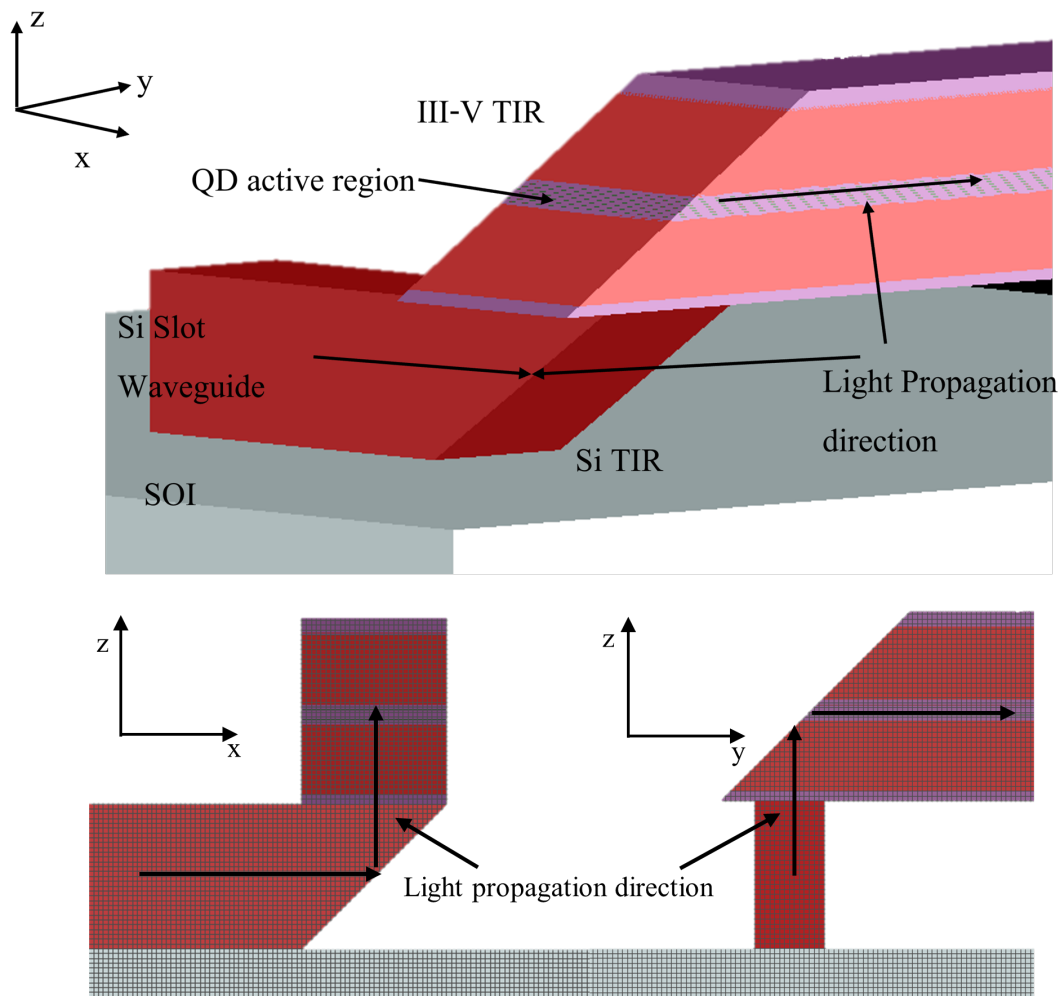 z
y
x
III-V TIR
QD active region
Si Slot
Waveguide
Light Propagation
direction
Si TIR
SOI
z
x
z
y
Light propagation direction